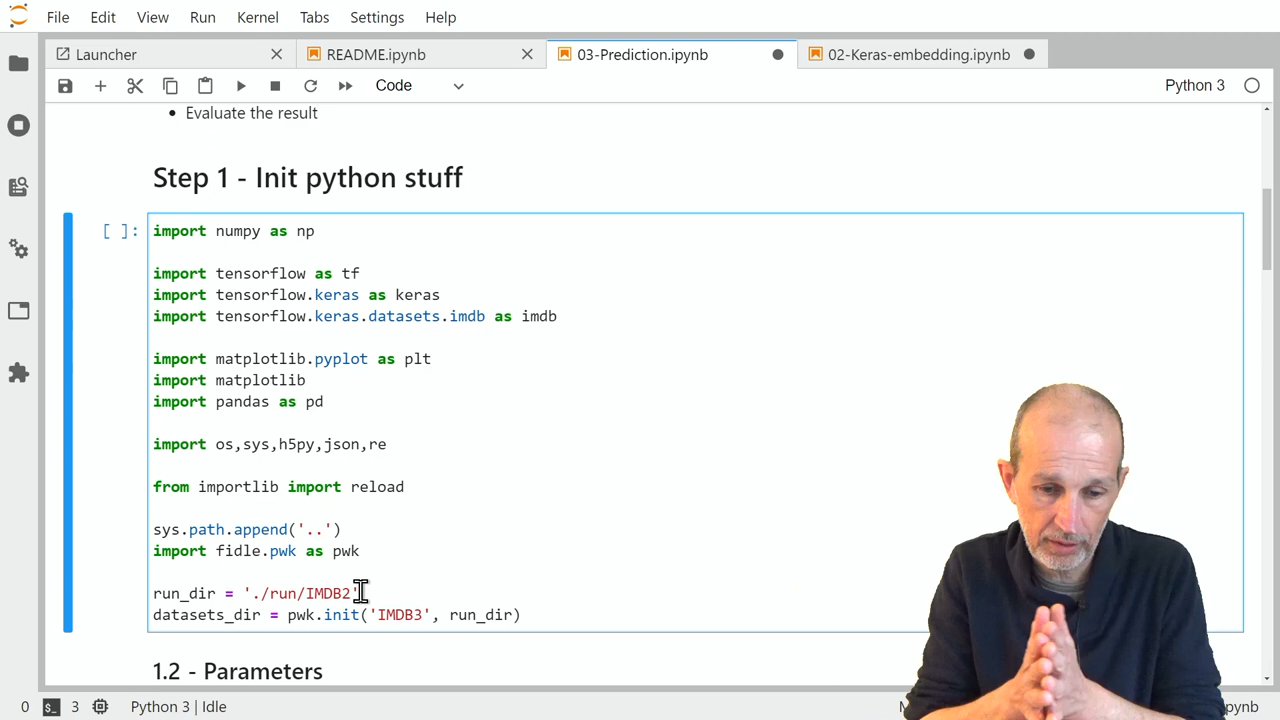 File Edit View Run Kernel Tabs Settings Help
Launcher README.ipynb 03-Prediction.ipynb 02-Keras-embedding.ipynb
Code Python 3
Evaluate the result
Step 1 - Init python stuff
[ ]: import numpy as np
import tensorflow as tf
import tensorflow.keras as keras
import tensorflow.keras.datasets.imdb as imdb
import matplotlib.pyplot as plt
import matplotlib
import pandas as pd
import os,sys,h5py,json,re
from importlib import reload
sys.path.append('..')
import fidle.pwk as pwk
run_dir = './run/IMDB2'
datasets_dir = pwk.init('IMDB3', run_dir)
1.2 - Parameters
0 3 Python 3 | Idle